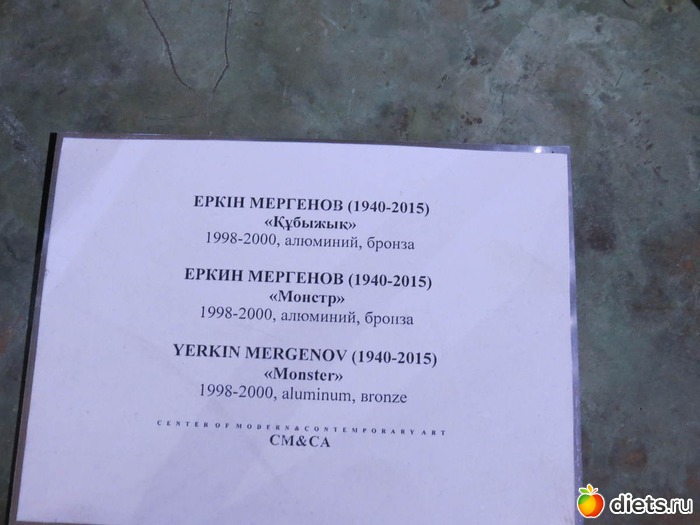 ЕРКІН МЕРГЕНОВ (1940-2015)
«Құбыжық»
1998-2000, алюминий, бронза
ЕРКИН МЕРГЕНОВ (1940-2015)
«Монстр»
1998-2000, алюминий, бронза
YERKIN MERGENOV (1940-2015)
«Monster»
1998-2000, aluminum, вronze
CENTER OF MODERN & CONTEMPORARY ART
CM&CA
diets.ru